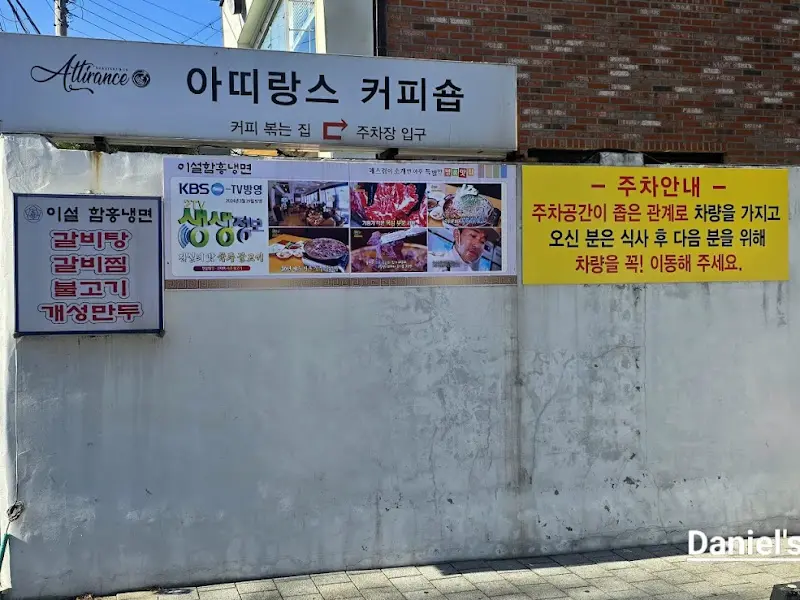 Attirance
아띠랑스 커피숍
커피 볶는 집 주차장 입구
이설 함흥냉면
갈비탕
갈비찜
불고기
개성만두
이설함흥냉면
KBS -TV방영
생생정보
- 주차안내 -
주차공간이 좁은 관계로 차량을 가지고
오신 분은 식사 후 다음 분을 위해
차량을 꼭! 이동해 주세요.
Daniel's